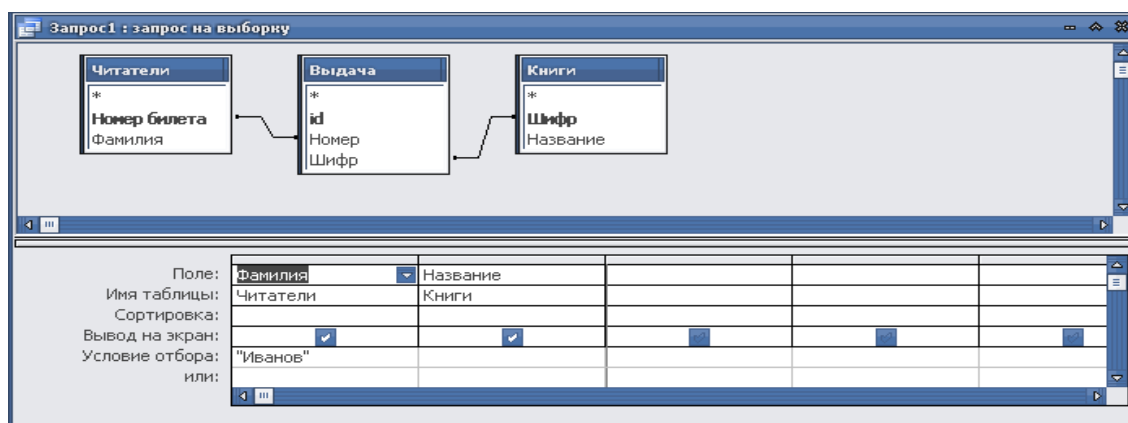 Запрос1 : запрос на выборку
Читатели
*
Номер билета
Фамилия
Выдача
*
id
Номер
Шифр
Книги
*
Шифр
Название
Поле: Фамилия Название
Имя таблицы: Читатели Книги
Сортировка:
Вывод на экран:
Условие отбора: "Иванов"
или: